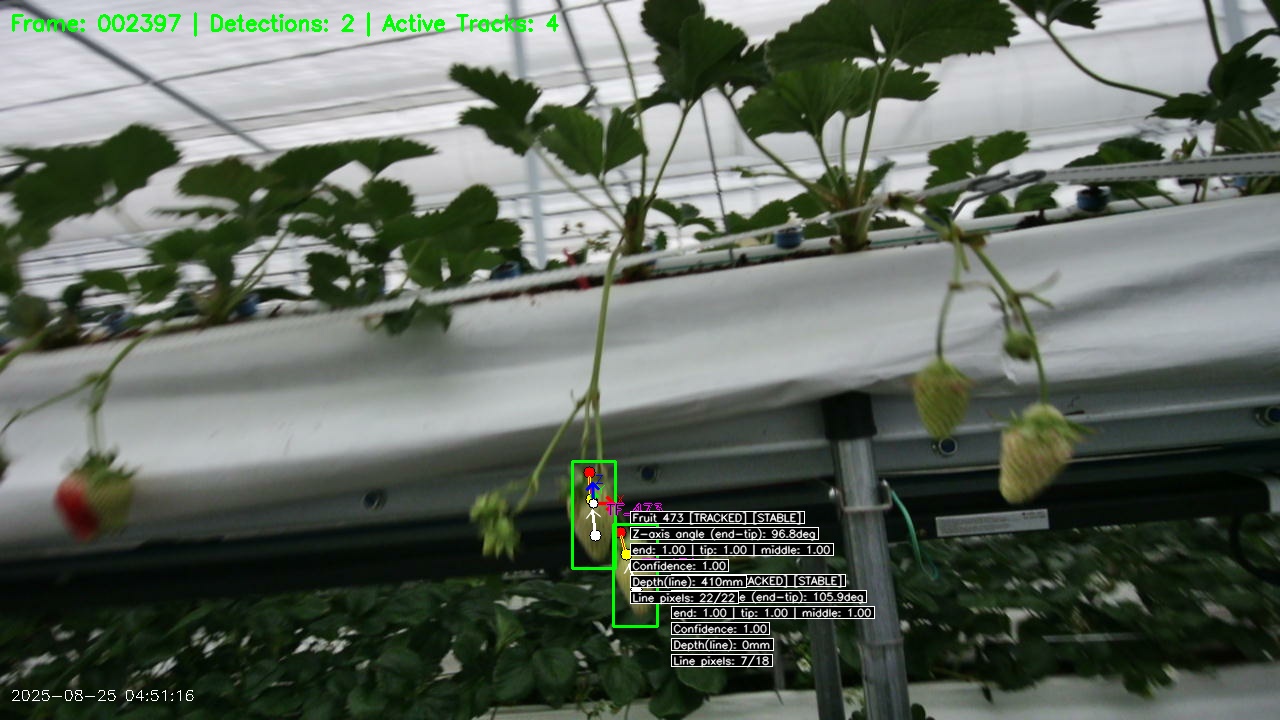 Frame: 002397 | Detections: 2 | Active Tracks: 4
473
Fruit 473 [TRACKED] [STABLE]
Z-axis angle (end-tip): 96.8deg
end: 1.00 | tip: 1.00 | middle: 1.00
Confidence: 1.00
Depth(line): 410mm
ACKED] [STABLE]
Line pixels: 22/22
e (end-tip): 105.9deg
end: 1.00 | tip: 1.00 | middle: 1.00
Confidence: 1.00
Depth(line): 0mm
Line pixels: 7/18
2025-08-25 04:51:16